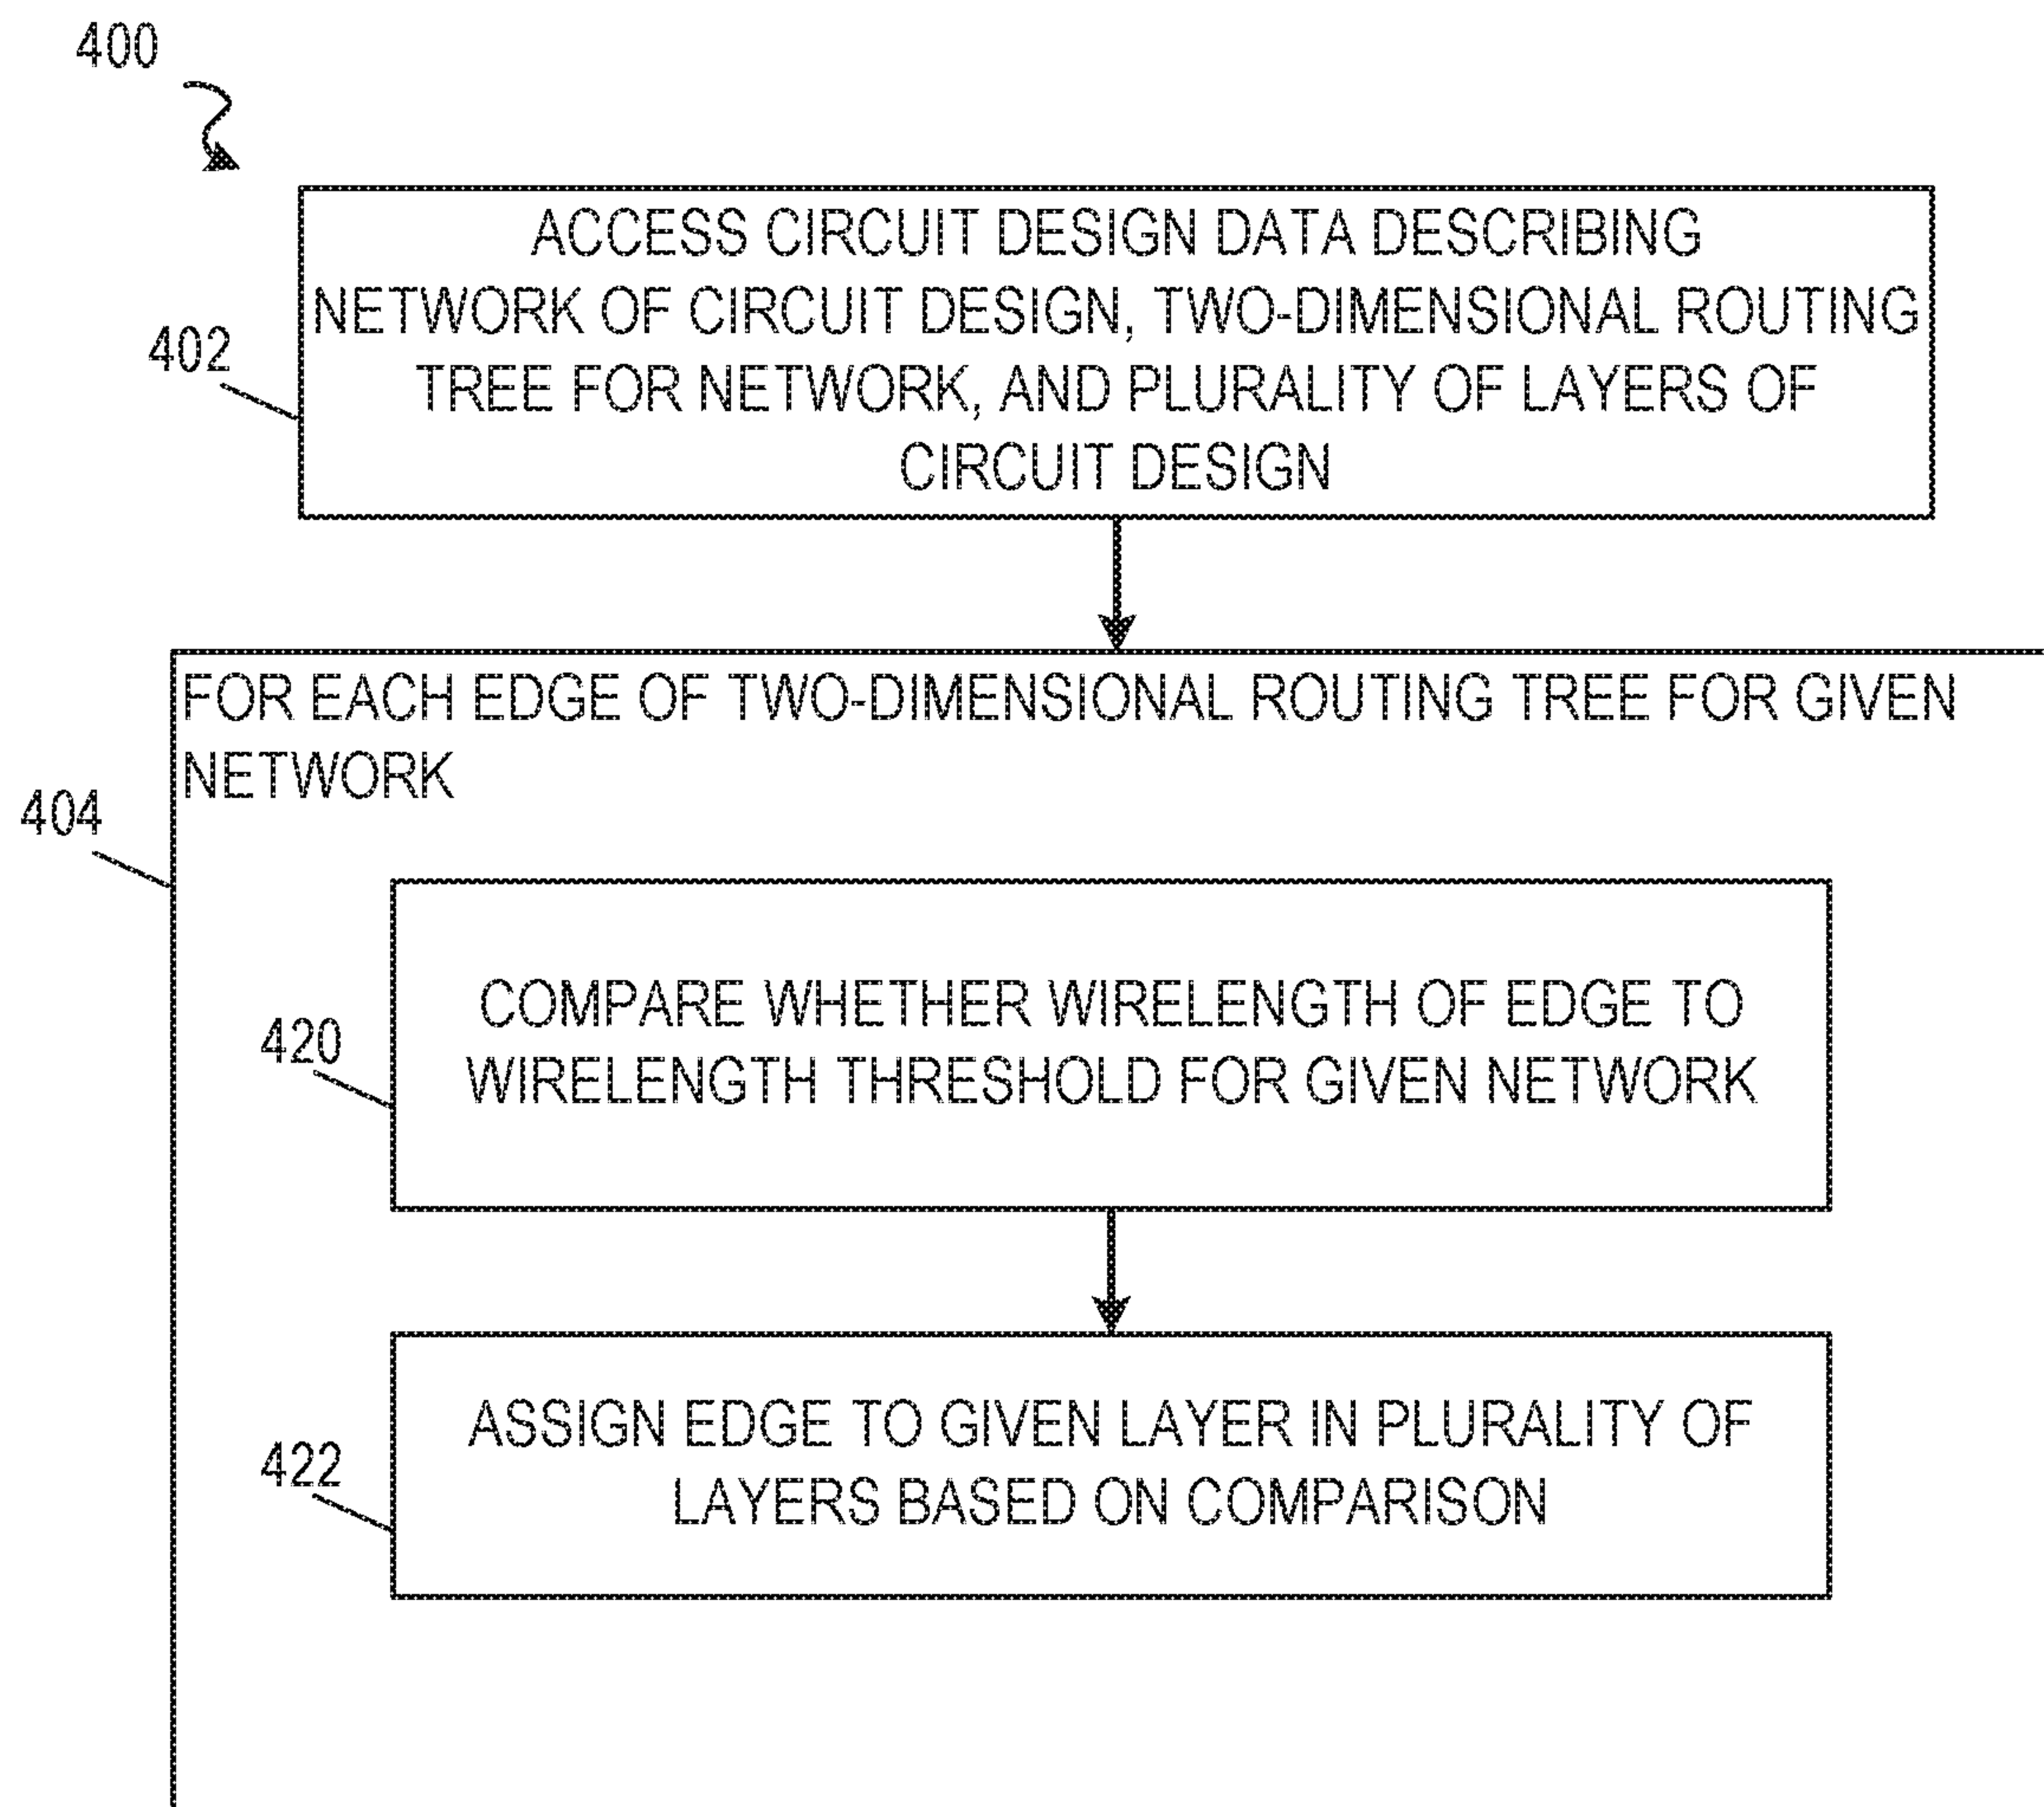 400
ACCESS CIRCUIT DESIGN DATA DESCRIBING
NETWORK OF CIRCUIT DESIGN, TWO-DIMENSIONAL ROUTING
TREE FOR NETWORK, AND PLURALITY OF LAYERS OF
CIRCUIT DESIGN
402
FOR EACH EDGE OF TWO-DIMENSIONAL ROUTING TREE FOR GIVEN
NETWORK
404
COMPARE WHETHER WIRELENGTH OF EDGE TO
WIRELENGTH THRESHOLD FOR GIVEN NETWORK
420
ASSIGN EDGE TO GIVEN LAYER IN PLURALITY OF
LAYERS BASED ON COMPARISON
422